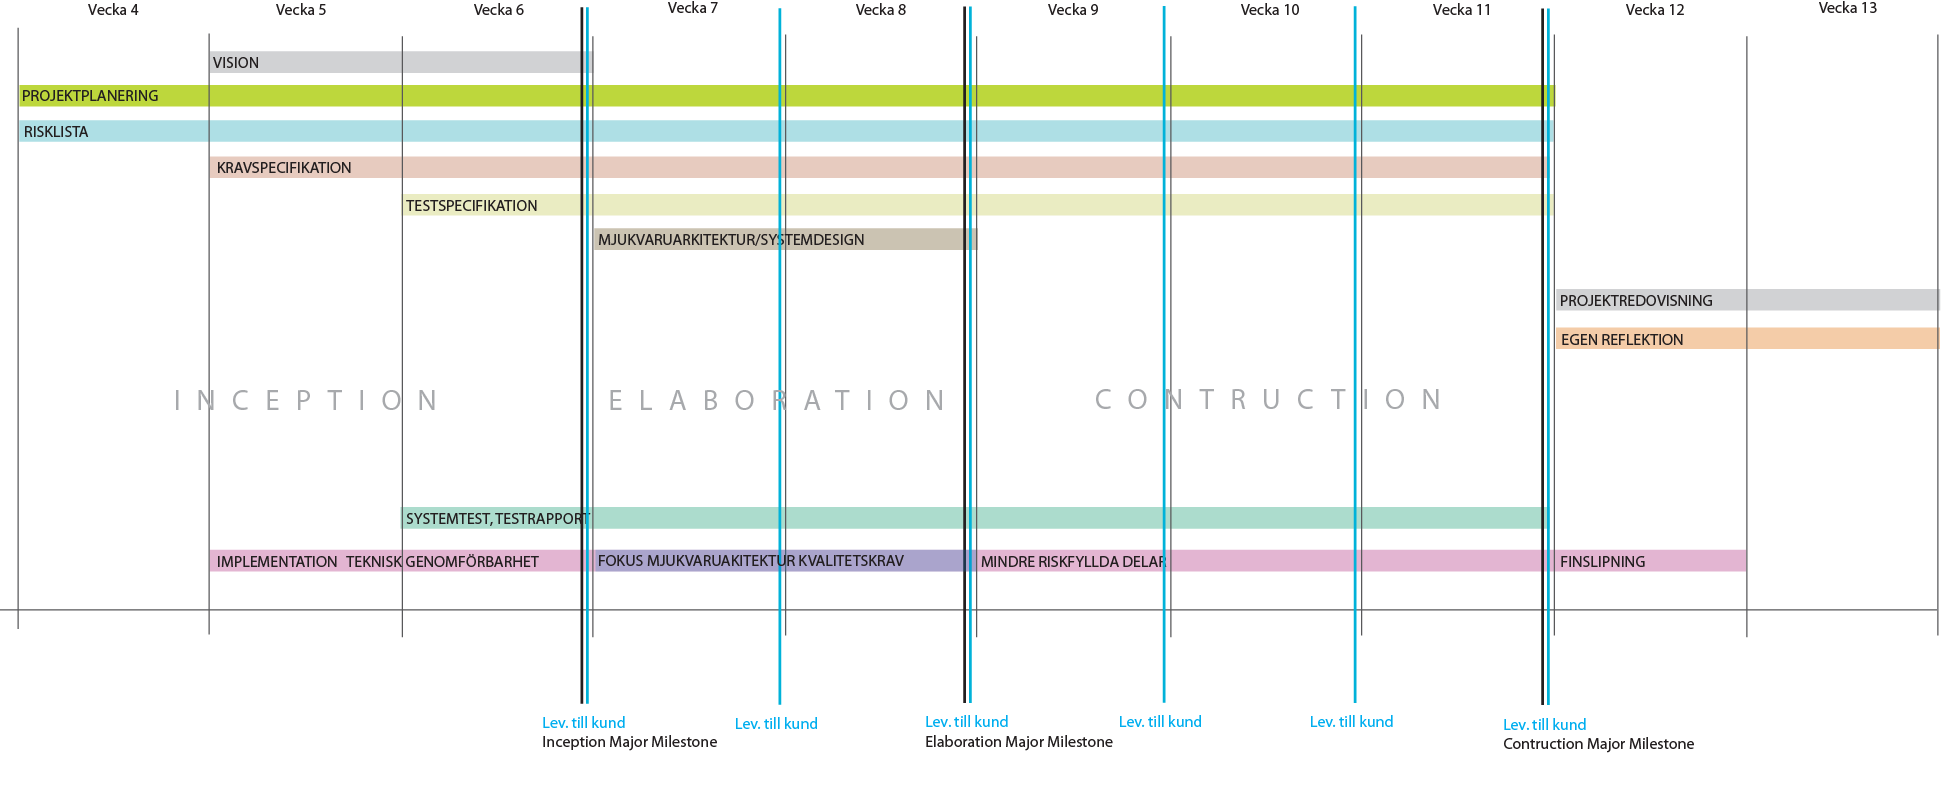 Vecka 4
Vecka 5
Vecka 6
Vecka 7
Vecka 8
Vecka 9
Vecka 10
Vecka 11
Vecka 12
Vecka 13
VISION
PROJEKTPLANERING
RISKLISTA
KRAVSPECIFIKATION
TESTSPECIFIKATION
MJUKVARUARKITEKTUR/SYSTEMDESIGN
PROJEKTREDOVISNING
EGEN REFLEKTION
INCEPTION
ELABORATION
CONTRUCTION
SYSTEMTEST, TESTRAPPORT
IMPLEMENTATION TEKNISK GENOMFÖRBARHET
FOKUS MJUKVARUAKITEKTUR KVALITETSKRAV
MINDRE RISKFYLLDA DELAR
FINSLIPNING
Lev. till kund
Inception Major Milestone
Lev. till kund
Lev. till kund
Elaboration Major Milestone
Lev. till kund
Lev. till kund
Lev. till kund
Contruction Major Milestone